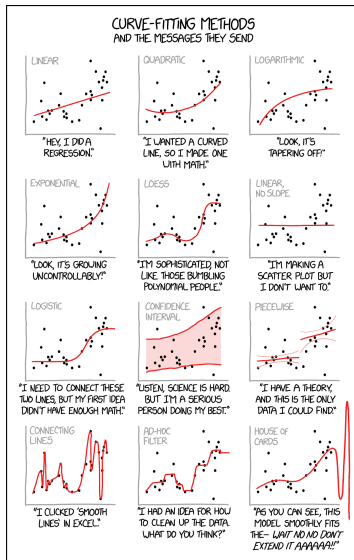 CURVE-FITTING METHODS
AND THE MESSAGES THEY SEND
LINEAR
"HEY, I DID A
REGRESSION."
QUADRATIC
"I WANTED A CURVED
LINE, SO I MADE ONE
WITH MATH."
LOGARITHMIC
"LOOK, IT'S
TAPERING OFF!"
EXPONENTIAL
"LOOK, IT'S GROWING
UNCONTROLLABLY!"
LOESS
"I'M SOPHISTICATED, NOT
LIKE THOSE BUMBLING
POLYNOMIAL PEOPLE."
LINEAR,
NO SLOPE
"I'M MAKING A
SCATTER PLOT BUT
I DON'T WANT TO."
LOGISTIC
"I NEED TO CONNECT THESE
TWO LINES, BUT MY FIRST IDEA
DIDN'T HAVE ENOUGH MATH."
CONFIDENCE
INTERVAL
"LISTEN, SCIENCE IS HARD.
BUT I'M A SERIOUS
PERSON DOING MY BEST."
PIECEWISE
"I HAVE A THEORY,
AND THIS IS THE ONLY
DATA I COULD FIND."
CONNECTING
LINES
"I CLICKED 'SMOOTH
LINES' IN EXCEL."
AD-HOC
FILTER
"I HAD AN IDEA FOR HOW
TO CLEAN UP THE DATA.
WHAT DO YOU THINK?"
HOUSE OF
CARDS
"AS YOU CAN SEE, THIS
MODEL SMOOTHLY FITS
THE- WAIT NO NO DON'T
EXTEND IT AAAAAA!!"